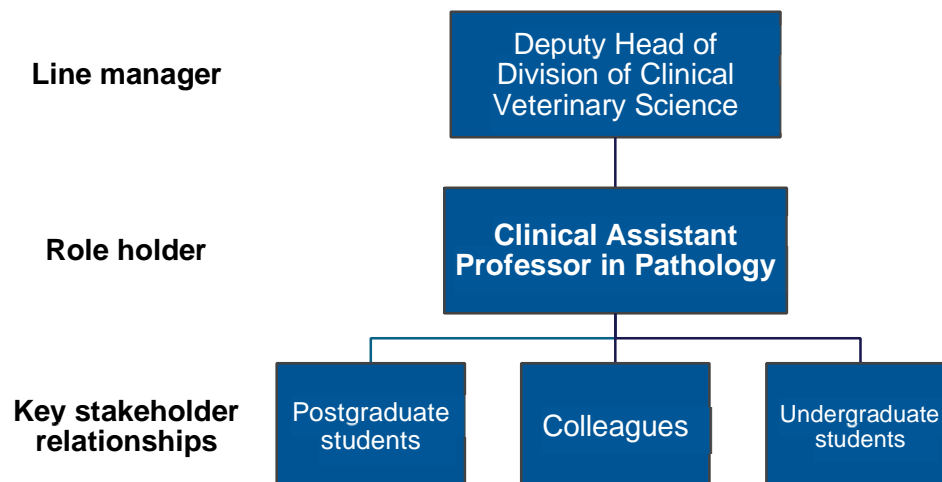 Line manager
Deputy Head of
Division of Clinical
Veterinary Science
Role holder
Clinical Assistant
Professor in Pathology
Key stakeholder
relationships
Postgraduate
students
Colleagues
Undergraduate
students